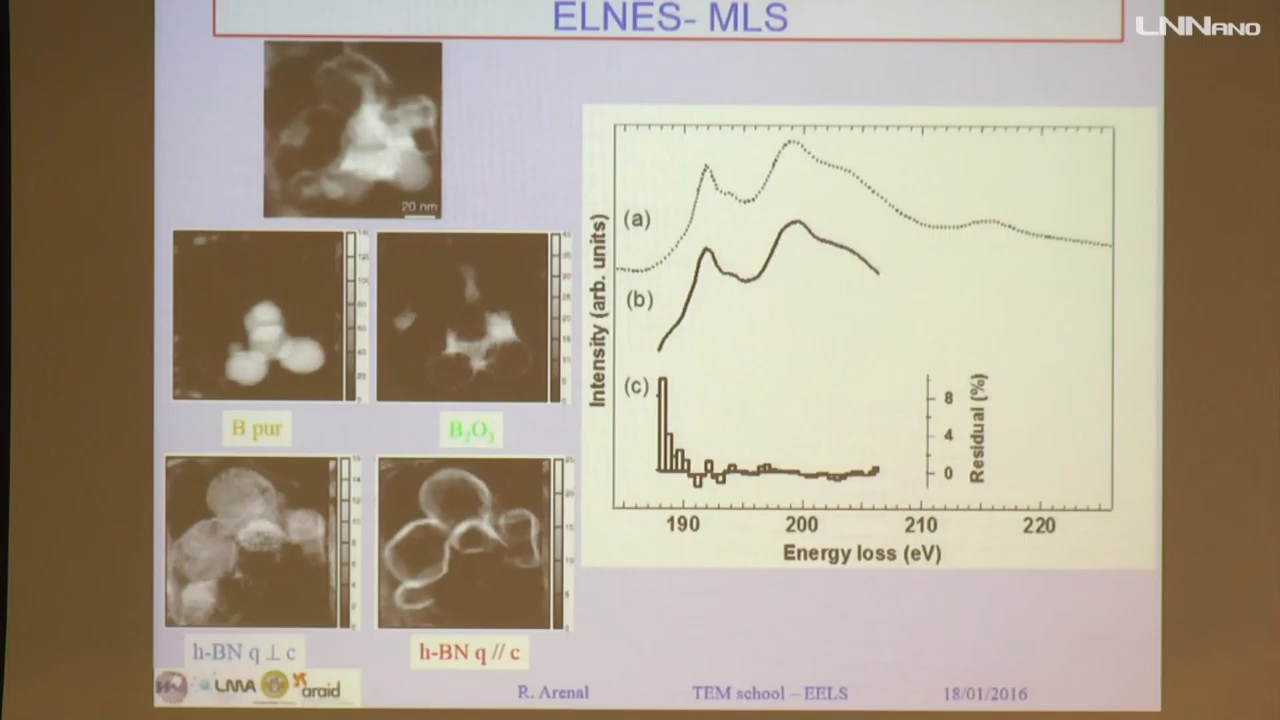 ELNES- MLS
LNNANO
20 nm
B pur
B₂O₃
h-BN q ⊥ c
h-BN q // c
(a)
(b)
(c)
Intensity (arb. units)
8
4
0
Residual (%)
190 200 210 220
Energy loss (eV)
LMA
araid
R. Arenal
TEM school – EELS
18/01/2016